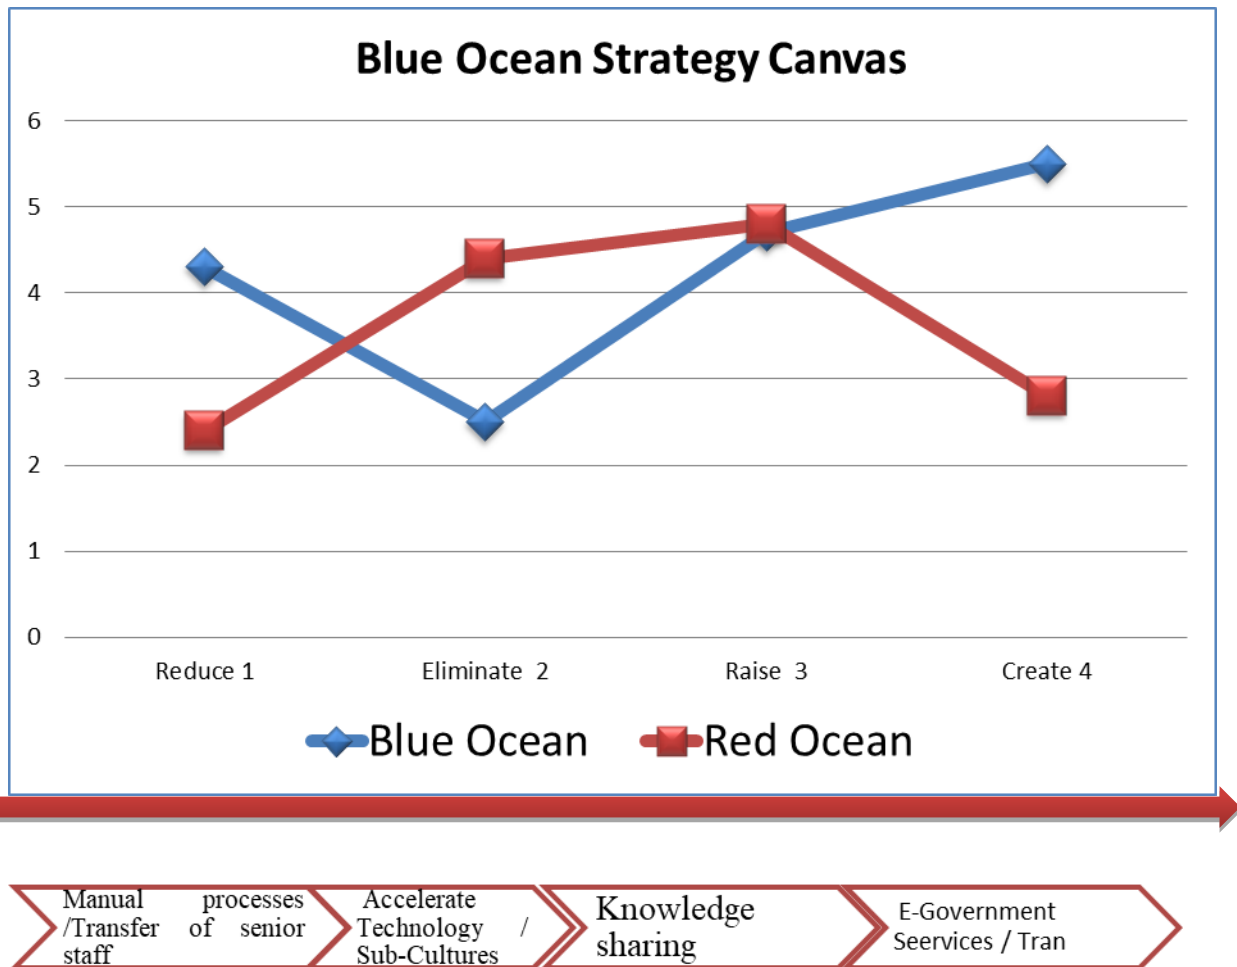 Blue Ocean Strategy Canvas
6
5
4
3
2
1
0
Reduce 1
Eliminate 2
Raise 3
Create 4
Blue Ocean
Red Ocean
Manual processes
/Transfer of senior
staff
Accelerate
Technology /
Sub-Cultures
Knowledge
sharing
E-Government
Seervices / Tran